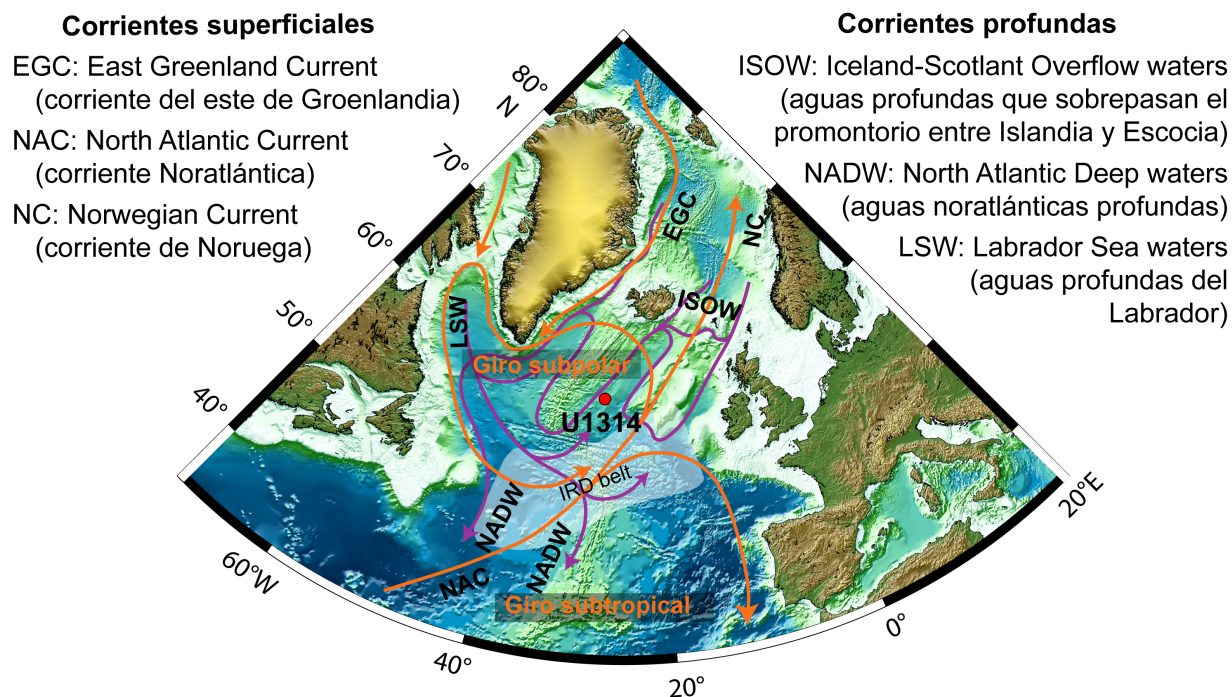 Corrientes superficiales
EGC: East Greenland Current
(corriente del este de Groenlandia)
NAC: North Atlantic Current
(corriente Noratlántica)
NC: Norwegian Current
(corriente de Noruega)
Corrientes profundas
ISOW: Iceland-Scotlant Overflow waters
(aguas profundas que sobrepasan el
promontorio entre Islandia y Escocia)
NADW: North Atlantic Deep waters
(aguas noratlánticas profundas)
LSW: Labrador Sea waters
(aguas profundas del
Labrador)
80°
N
70°
60°
50°
40°
EGC
NC
ISOW
LSW
Giro subpolar
U1314
IRD belt
NADW
NADW
NAC
Giro subtropical
60°W
40°
20°
0°
20°E